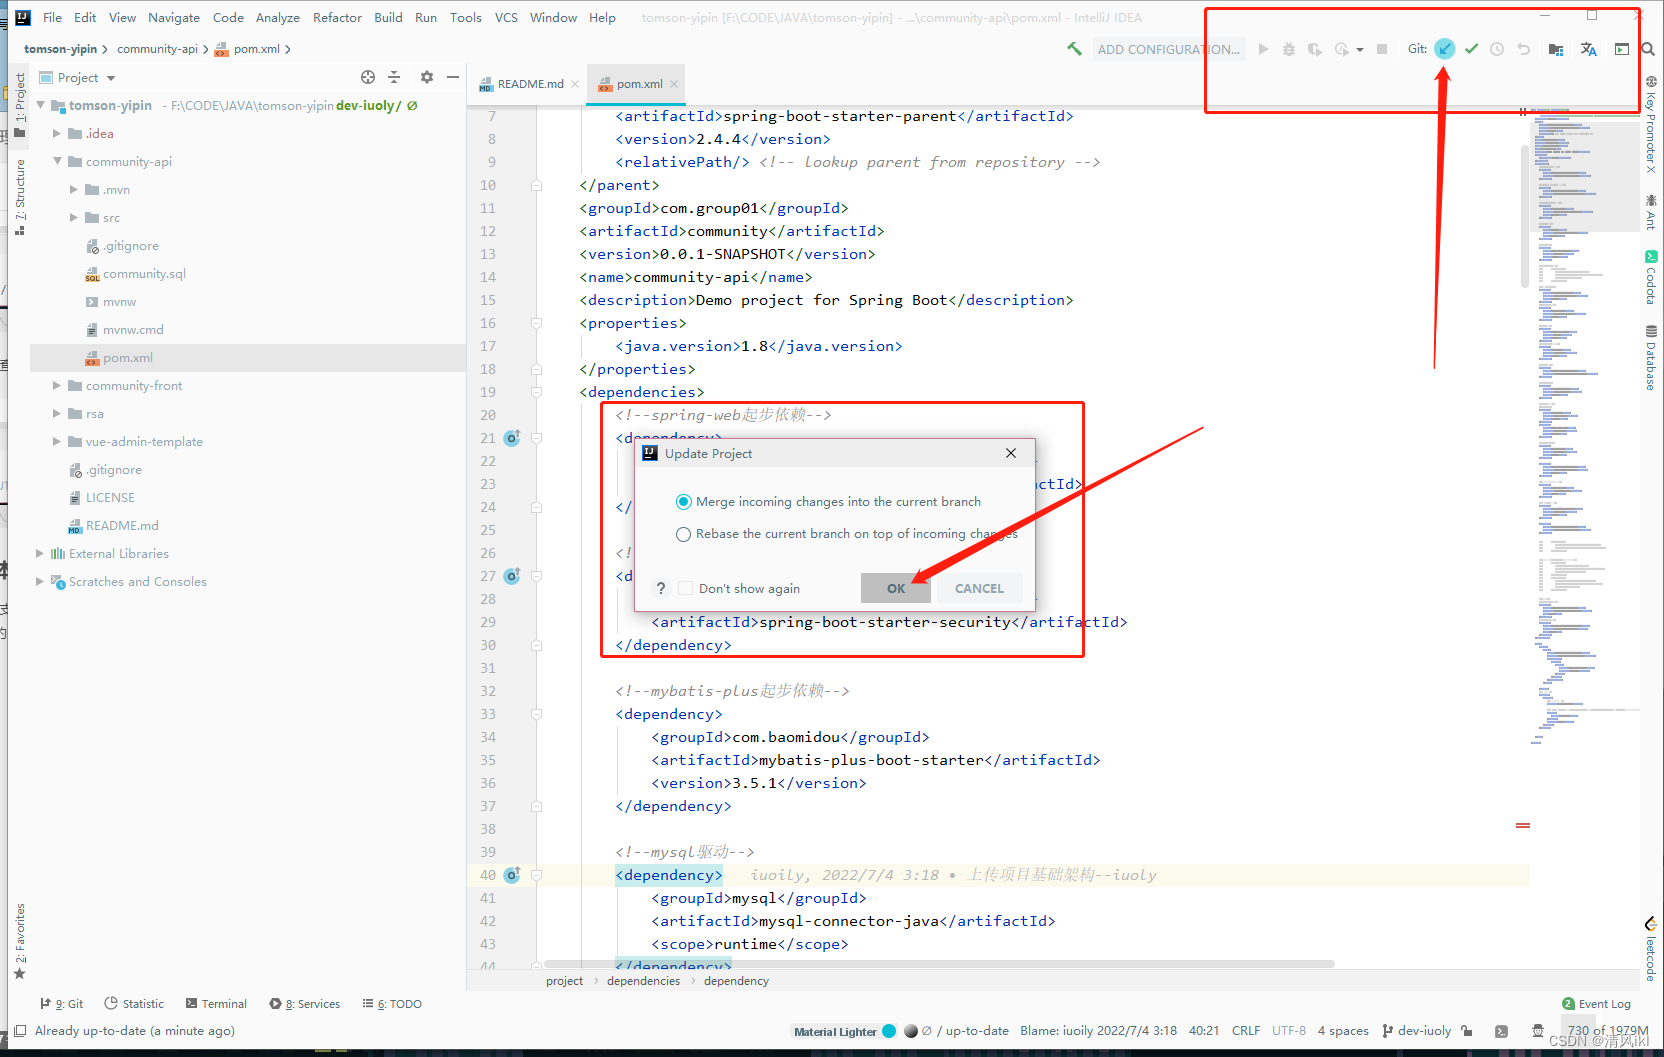 File Edit View Navigate Code Analyze Refactor Build Run Tools VCS Window Help tomson-yipin [F:\CODE\JAVA\tomson-yipin] - ...\community-api\pom.xml - IntelliJ IDEA
tomson-yipin community-api pom.xml ADD CONFIGURATION... Git:
Project README.md pom.xml
tomson-yipin - F:\CODE\JAVA\tomson-yipin dev-iuoly / Ø
.idea
community-api
.mvn
src
.gitignore
community.sql
mvnw
mvnw.cmd
pom.xml
community-front
rsa
vue-admin-template
.gitignore
LICENSE
README.md
External Libraries
Scratches and Consoles
1: Project
7: Structure
2: Favorites
7 <artifactId>spring-boot-starter-parent</artifactId>
8 <version>2.4.4</version>
9 <relativePath/> <!-- lookup parent from repository -->
10 </parent>
11 <groupId>com.group01</groupId>
12 <artifactId>community</artifactId>
13 <version>0.0.1-SNAPSHOT</version>
14 <name>community-api</name>
15 <description>Demo project for Spring Boot</description>
16 <properties>
17 <java.version>1.8</java.version>
18 </properties>
19 <dependencies>
20 <!--spring-web起步依赖-->
21 <dependency>
22
23 actId>
24 </
25
26 <!
27 <d
28
29 <artifactId>spring-boot-starter-security</artifactId>
30 </dependency>
31
32 <!--mybatis-plus起步依赖-->
33 <dependency>
34 <groupId>com.baomidou</groupId>
35 <artifactId>mybatis-plus-boot-starter</artifactId>
36 <version>3.5.1</version>
37 </dependency>
38
39 <!--mysql驱动-->
40 <dependency> iuoily, 2022/7/4 3:18 • 上传项目基础架构--iuoly
41 <groupId>mysql</groupId>
42 <artifactId>mysql-connector-java</artifactId>
43 <scope>runtime</scope>
44 </dependency>
Update Project
Merge incoming changes into the current branch
Rebase the current branch on top of incoming changes
? Don't show again OK CANCEL
project dependencies dependency
Key Promoter X
Ant
Codota
Database
leetcode
9: Git Statistic Terminal 8: Services 6: TODO 2 Event Log
Already up-to-date (a minute ago) Material Lighter Ø / up-to-date Blame: iuoily 2022/7/4 3:18 40:21 CRLF UTF-8 4 spaces dev-iuoly 730 of 1979M
CSDN @清风ikl